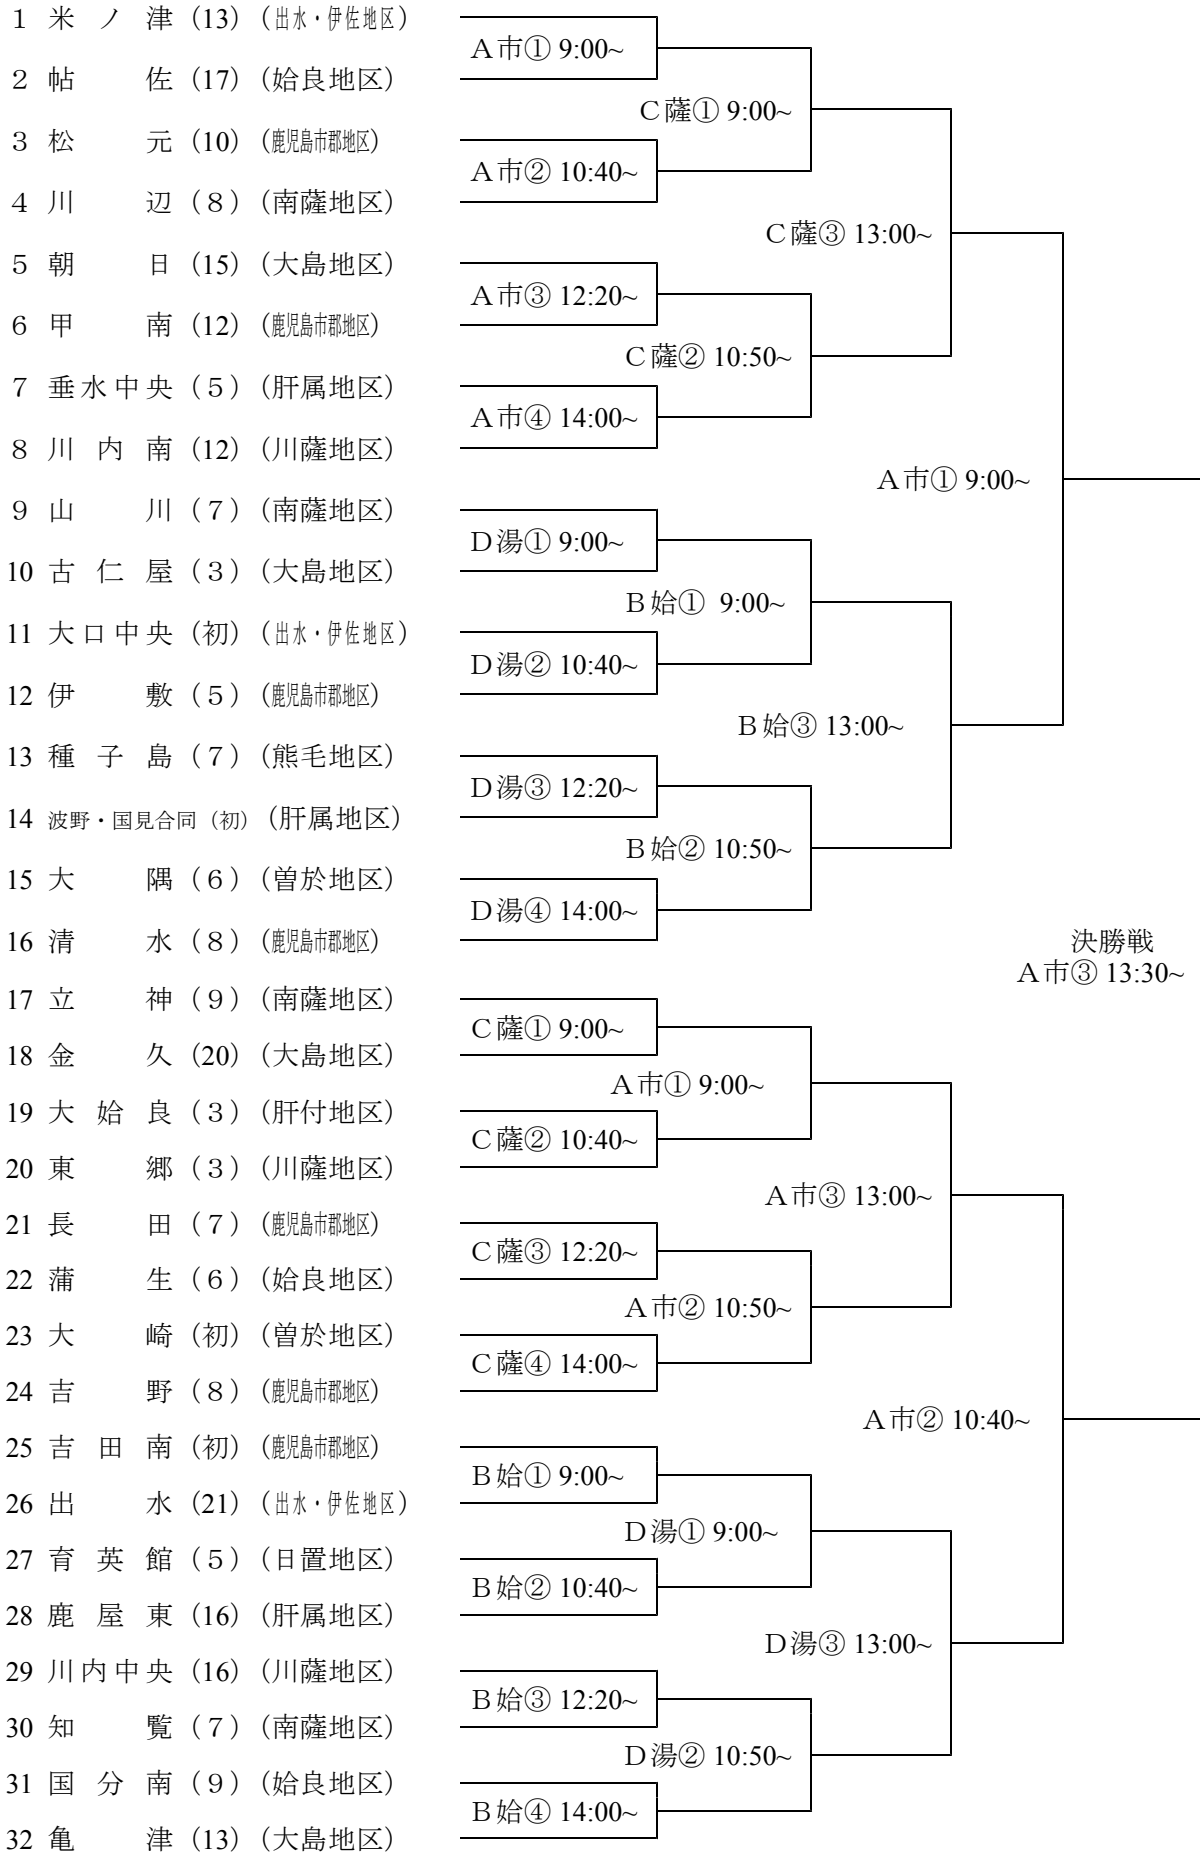 1 米ノ津 (13) (出水・伊佐地区)
A市① 9:00~
2 帖佐 (17) (姶良地区)
C薩① 9:00~
3 松元 (10) (鹿児島市郡地区)
A市② 10:40~
4 川辺 (8) (南薩地区)
C薩③ 13:00~
5 朝日 (15) (大島地区)
A市③ 12:20~
6 甲南 (12) (鹿児島市郡地区)
C薩② 10:50~
7 垂水中央 (5) (肝属地区)
A市④ 14:00~
8 川内南 (12) (川薩地区)
A市① 9:00~
9 山川 (7) (南薩地区)
D湯① 9:00~
10 古仁屋 (3) (大島地区)
B姶① 9:00~
11 大口中央 (初) (出水・伊佐地区)
D湯② 10:40~
12 伊敷 (5) (鹿児島市郡地区)
B姶③ 13:00~
13 種子島 (7) (熊毛地区)
D湯③ 12:20~
14 波野・国見合同 (初) (肝属地区)
B姶② 10:50~
15 大隅 (6) (曽於地区)
D湯④ 14:00~
16 清水 (8) (鹿児島市郡地区)
決勝戦
A市③ 13:30~
17 立神 (9) (南薩地区)
C薩① 9:00~
18 金久 (20) (大島地区)
A市① 9:00~
19 大姶良 (3) (肝付地区)
C薩② 10:40~
20 東郷 (3) (川薩地区)
A市③ 13:00~
21 長田 (7) (鹿児島市郡地区)
C薩③ 12:20~
22 蒲生 (6) (姶良地区)
A市② 10:50~
23 大崎 (初) (曽於地区)
C薩④ 14:00~
24 吉野 (8) (鹿児島市郡地区)
A市② 10:40~
25 吉田南 (初) (鹿児島市郡地区)
B姶① 9:00~
26 出水 (21) (出水・伊佐地区)
D湯① 9:00~
27 育英館 (5) (日置地区)
B姶② 10:40~
28 鹿屋東 (16) (肝属地区)
D湯③ 13:00~
29 川内中央 (16) (川薩地区)
B姶③ 12:20~
30 知覧 (7) (南薩地区)
D湯② 10:50~
31 国分南 (9) (姶良地区)
B姶④ 14:00~
32 亀津 (13) (大島地区)